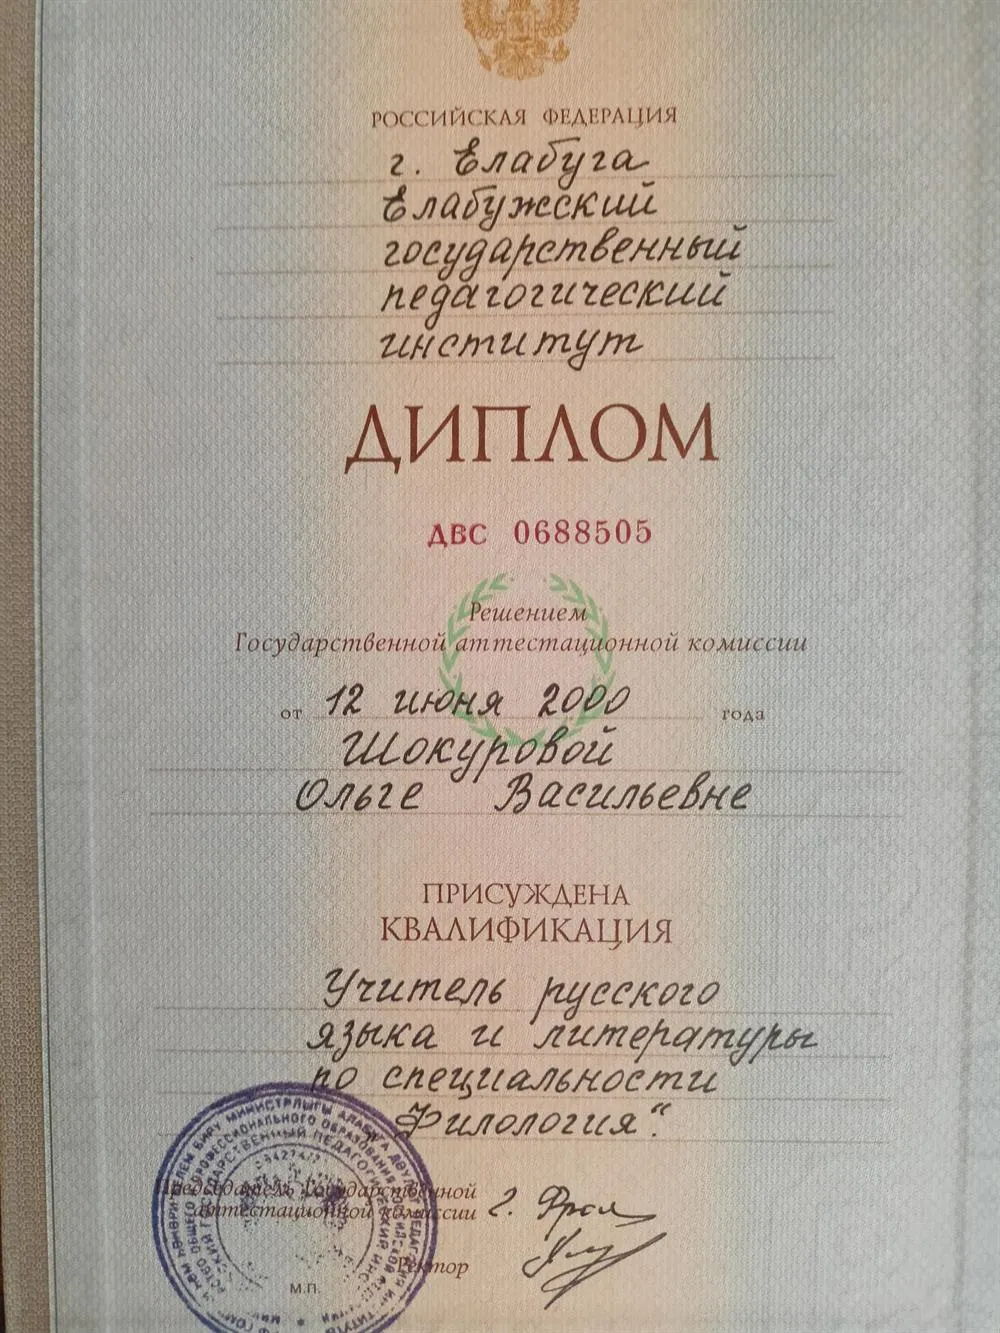 РОССИЙСКАЯ ФЕДЕРАЦИЯ
г. Елабуга
Елабужский
государственный
педагогический
институт
ДИПЛОМ
ДВС 0688505
Решением
Государственной аттестационной комиссии
от 12 июня 2000 года
Шокуровой
Ольге Васильевне
ПРИСУЖДЕНА
КВАЛИФИКАЦИЯ
Учитель русского
языка и литературы
по специальности
„Филология“.
Председатель Государственной
аттестационной комиссии
Ректор
М.П.